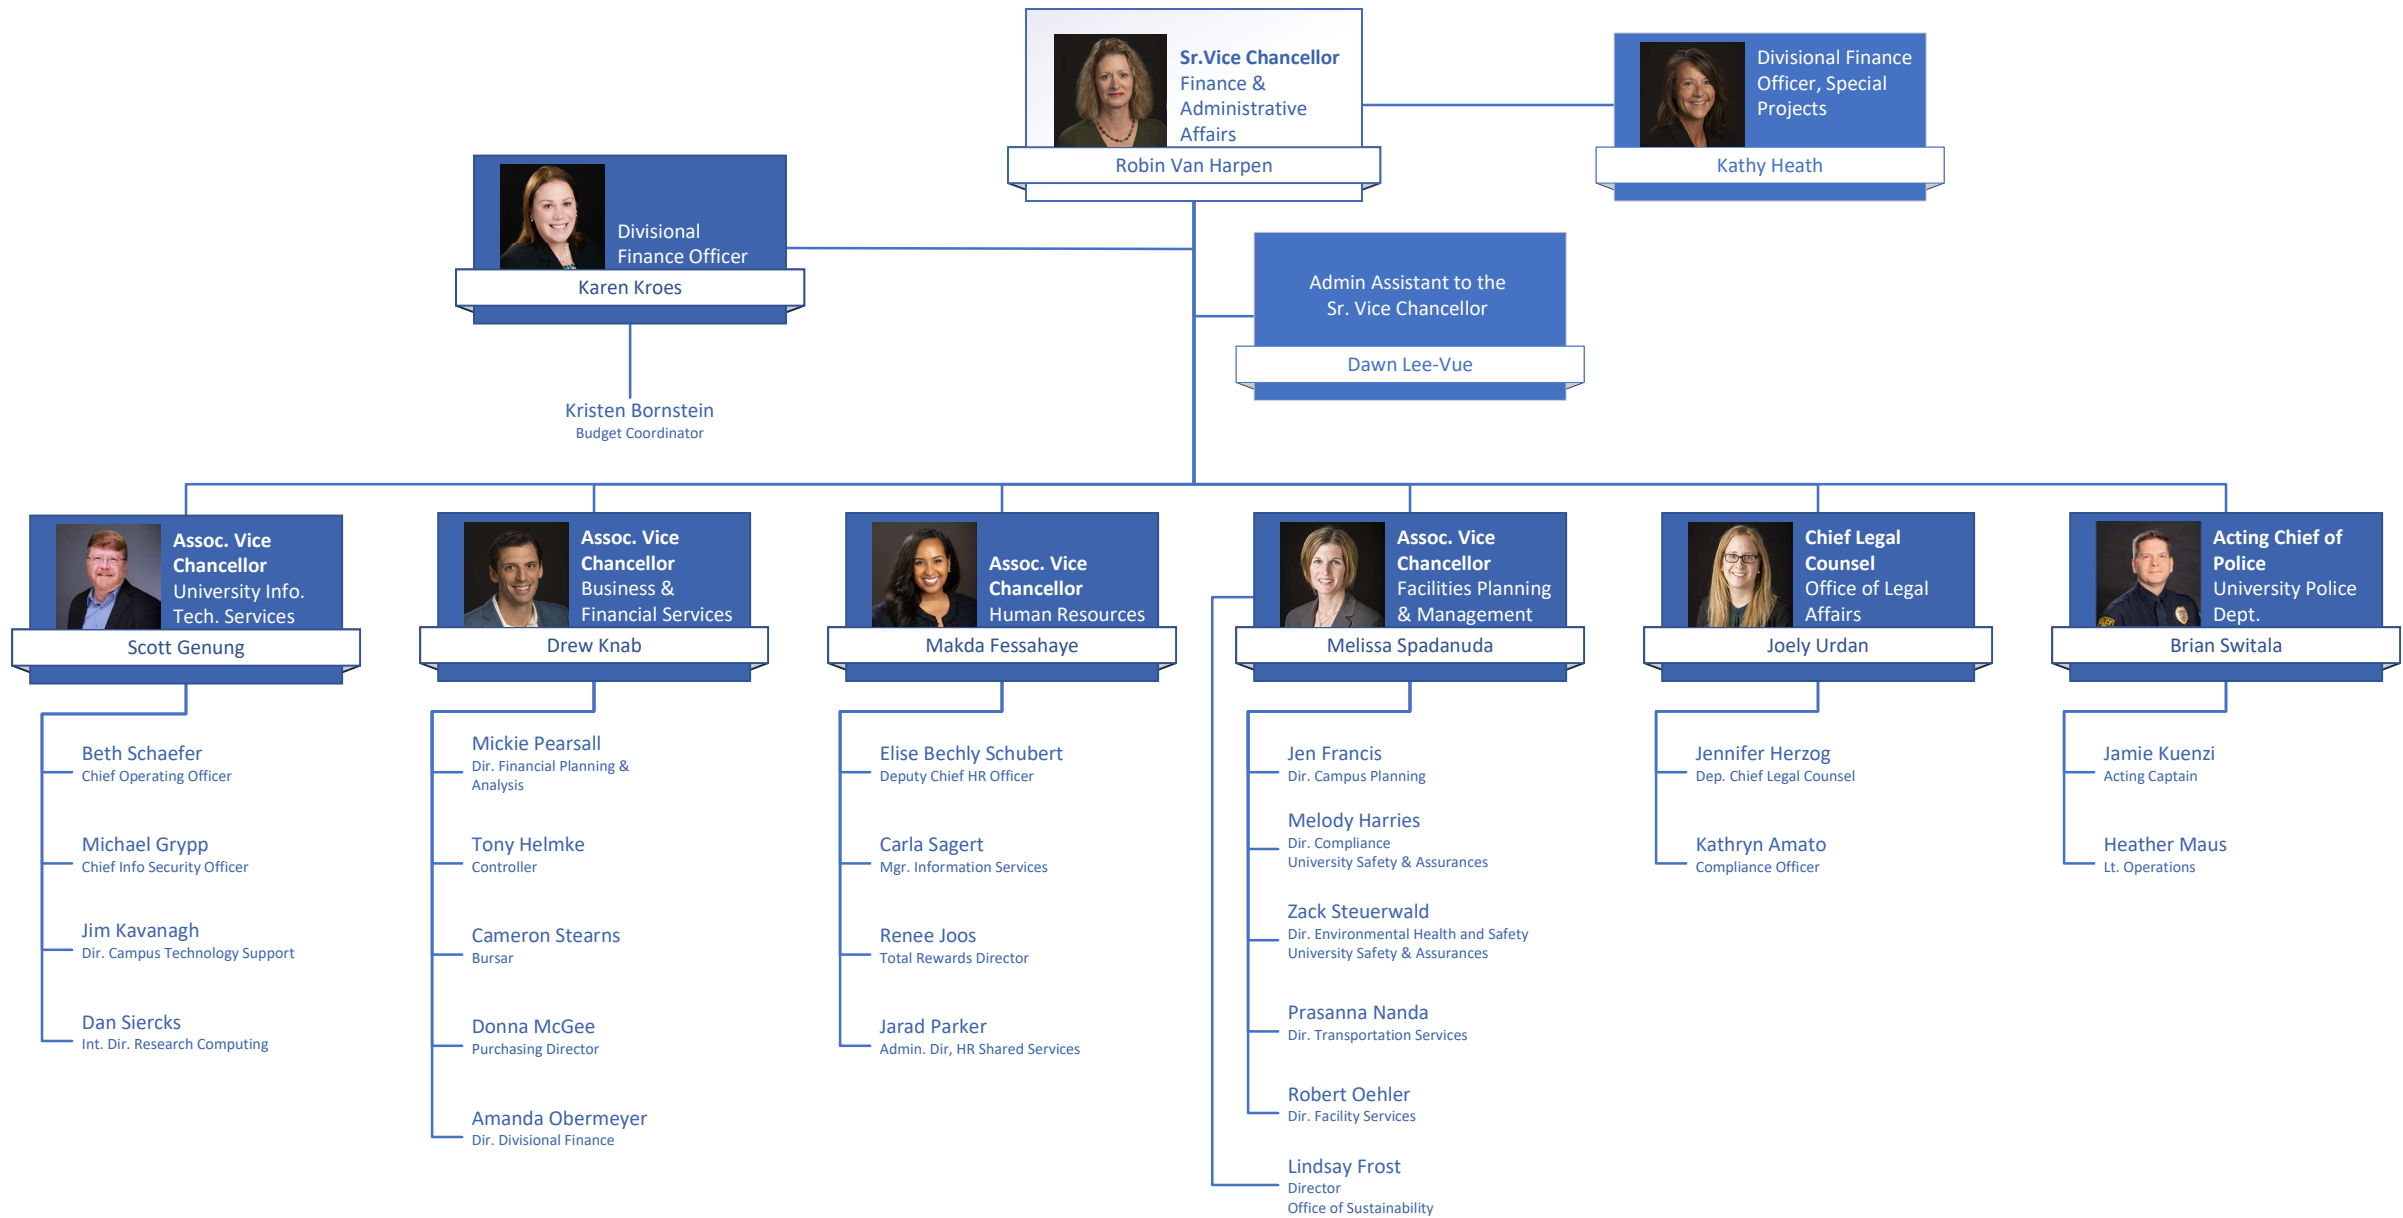 Sr.Vice Chancellor
Finance &
Administrative
Affairs
Robin Van Harpen
Divisional Finance
Officer, Special
Projects
Kathy Heath
Divisional
Finance Officer
Karen Kroes
Admin Assistant to the
Sr. Vice Chancellor
Dawn Lee-Vue
Kristen Bornstein
Budget Coordinator
Assoc. Vice
Chancellor
University Info.
Tech. Services
Scott Genung
Beth Schaefer
Chief Operating Officer
Michael Grypp
Chief Info Security Officer
Jim Kavanagh
Dir. Campus Technology Support
Dan Siercks
Int. Dir. Research Computing
Assoc. Vice
Chancellor
Business &
Financial Services
Drew Knab
Mickie Pearsall
Dir. Financial Planning &
Analysis
Tony Helmke
Controller
Cameron Stearns
Bursar
Donna McGee
Purchasing Director
Amanda Obermeyer
Dir. Divisional Finance
Assoc. Vice
Chancellor
Human Resources
Makda Fessahaye
Elise Bechly Schubert
Deputy Chief HR Officer
Carla Sagert
Mgr. Information Services
Renee Joos
Total Rewards Director
Jarad Parker
Admin. Dir, HR Shared Services
Assoc. Vice
Chancellor
Facilities Planning
& Management
Melissa Spadanuda
Jen Francis
Dir. Campus Planning
Melody Harries
Dir. Compliance
University Safety & Assurances
Zack Steuerwald
Dir. Environmental Health and Safety
University Safety & Assurances
Prasanna Nanda
Dir. Transportation Services
Robert Oehler
Dir. Facility Services
Lindsay Frost
Director
Office of Sustainability
Chief Legal
Counsel
Office of Legal
Affairs
Joely Urdan
Jennifer Herzog
Dep. Chief Legal Counsel
Kathryn Amato
Compliance Officer
Acting Chief of
Police
University Police
Dept.
Brian Switala
Jamie Kuenzi
Acting Captain
Heather Maus
Lt. Operations